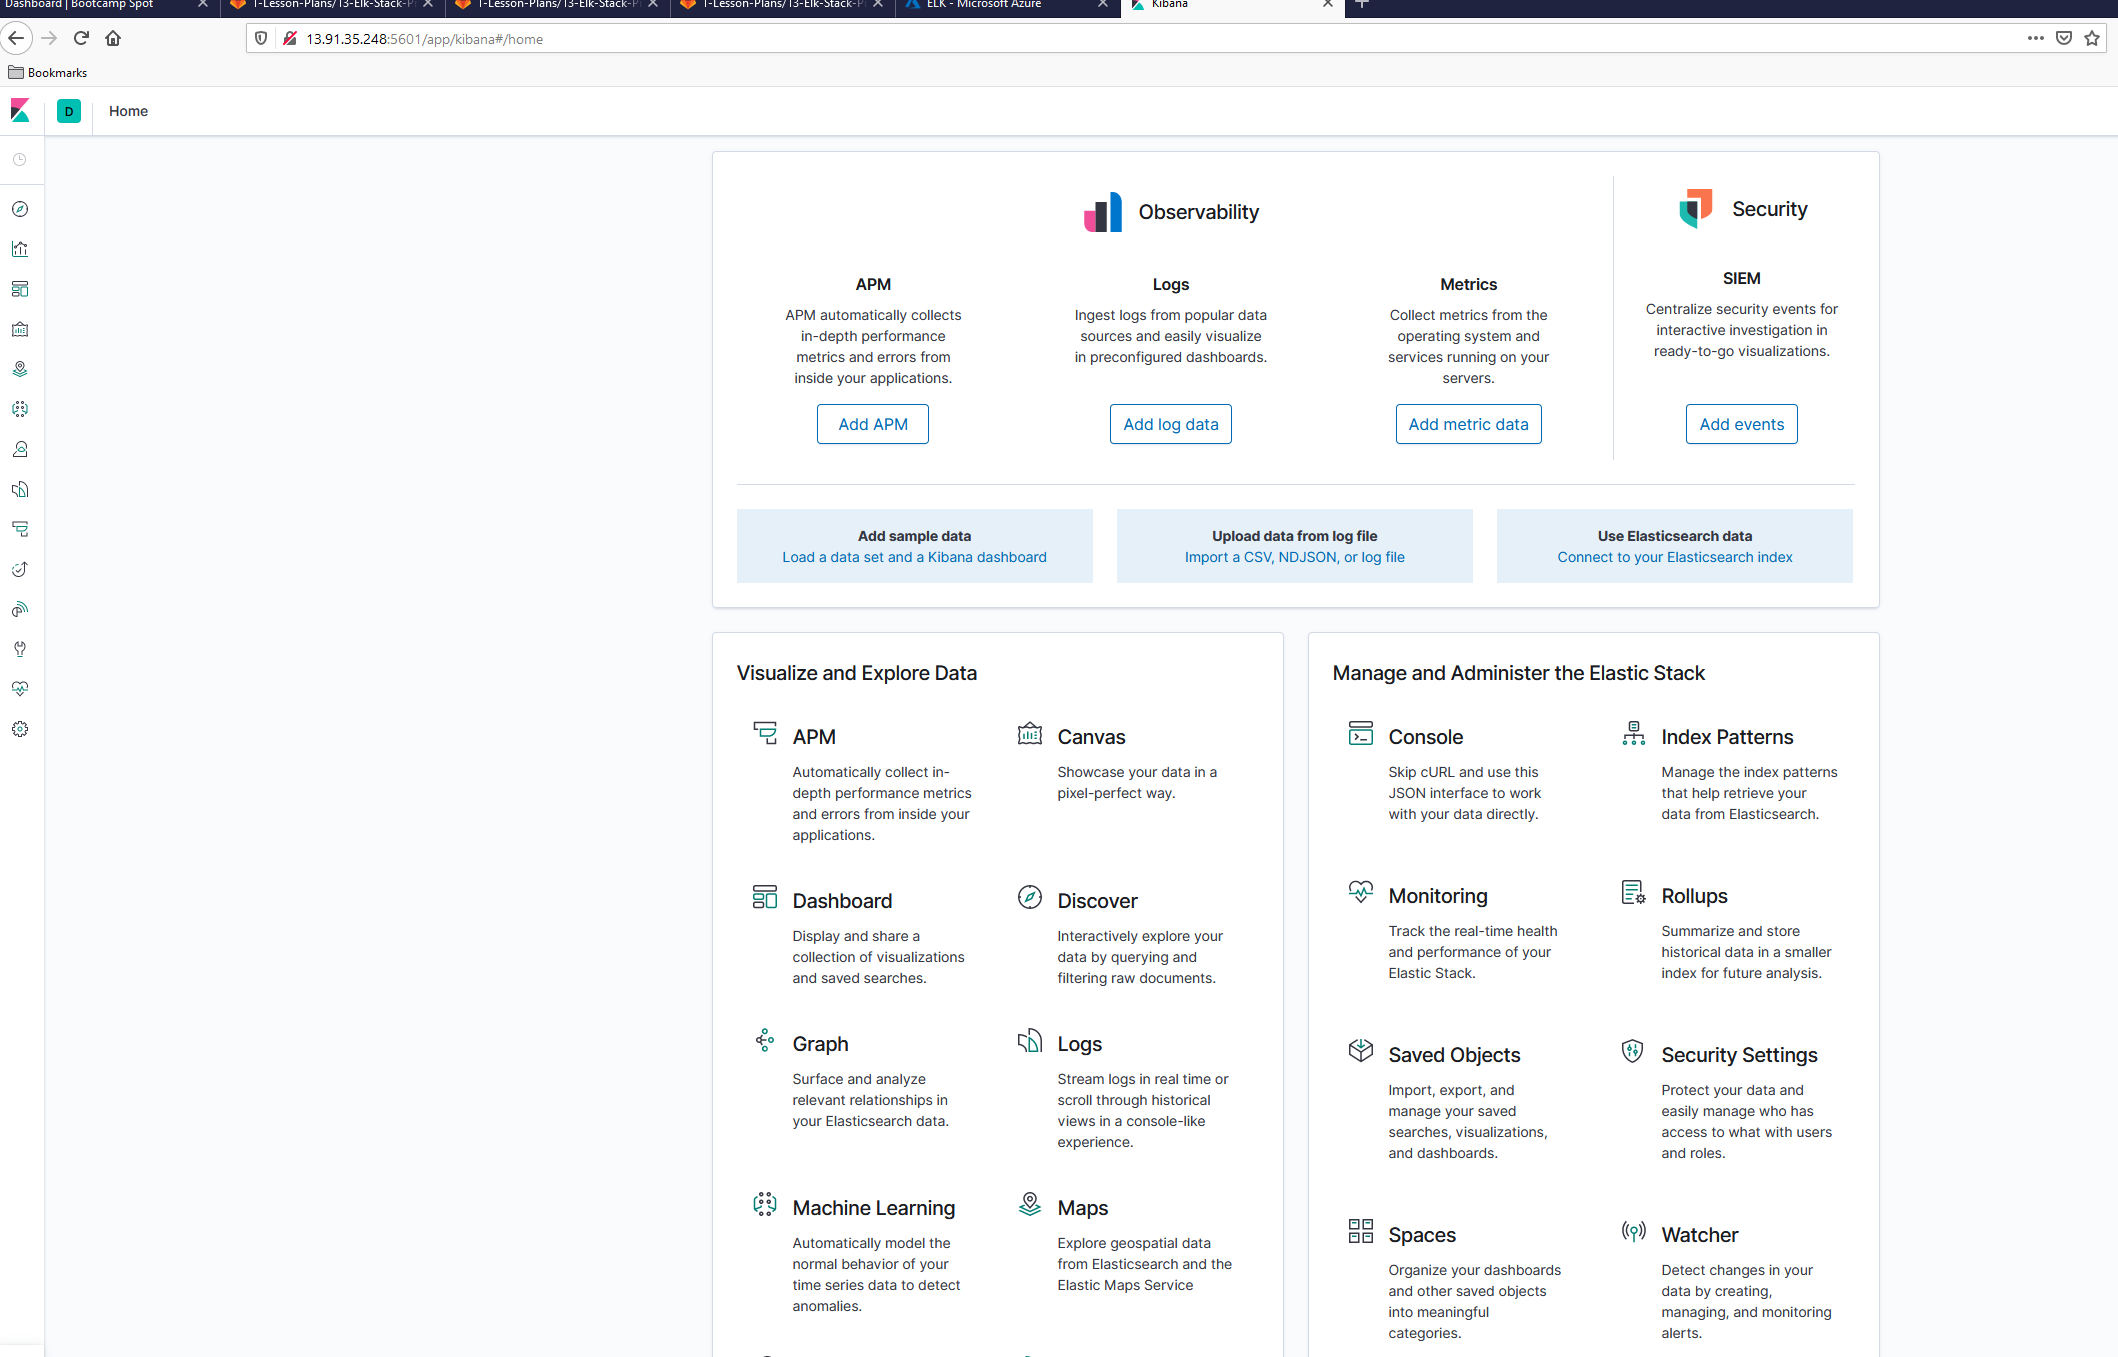 Dashboard | Bootcamp Spot
1-Lesson-Plans/13-Elk-Stack-P
1-Lesson-Plans/13-Elk-Stack-P
1-Lesson-Plans/13-Elk-Stack-P
ELK - Microsoft Azure
Kibana
13.91.35.248:5601/app/kibana#/home
Bookmarks
D
Home
Observability
Security
APM
APM automatically collects
in-depth performance
metrics and errors from
inside your applications.
Add APM
Logs
Ingest logs from popular data
sources and easily visualize
in preconfigured dashboards.
Add log data
Metrics
Collect metrics from the
operating system and
services running on your
servers.
Add metric data
SIEM
Centralize security events for
interactive investigation in
ready-to-go visualizations.
Add events
Add sample data
Load a data set and a Kibana dashboard
Upload data from log file
Import a CSV, NDJSON, or log file
Use Elasticsearch data
Connect to your Elasticsearch index
Visualize and Explore Data
APM
Automatically collect in-
depth performance metrics
and errors from inside your
applications.
Canvas
Showcase your data in a
pixel-perfect way.
Dashboard
Display and share a
collection of visualizations
and saved searches.
Discover
Interactively explore your
data by querying and
filtering raw documents.
Graph
Surface and analyze
relevant relationships in
your Elasticsearch data.
Logs
Stream logs in real time or
scroll through historical
views in a console-like
experience.
Machine Learning
Automatically model the
normal behavior of your
time series data to detect
anomalies.
Maps
Explore geospatial data
from Elasticsearch and the
Elastic Maps Service
Manage and Administer the Elastic Stack
Console
Skip cURL and use this
JSON interface to work
with your data directly.
Index Patterns
Manage the index patterns
that help retrieve your
data from Elasticsearch.
Monitoring
Track the real-time health
and performance of your
Elastic Stack.
Rollups
Summarize and store
historical data in a smaller
index for future analysis.
Saved Objects
Import, export, and
manage your saved
searches, visualizations,
and dashboards.
Security Settings
Protect your data and
easily manage who has
access to what with users
and roles.
Spaces
Organize your dashboards
and other saved objects
into meaningful
categories.
Watcher
Detect changes in your
data by creating,
managing, and monitoring
alerts.